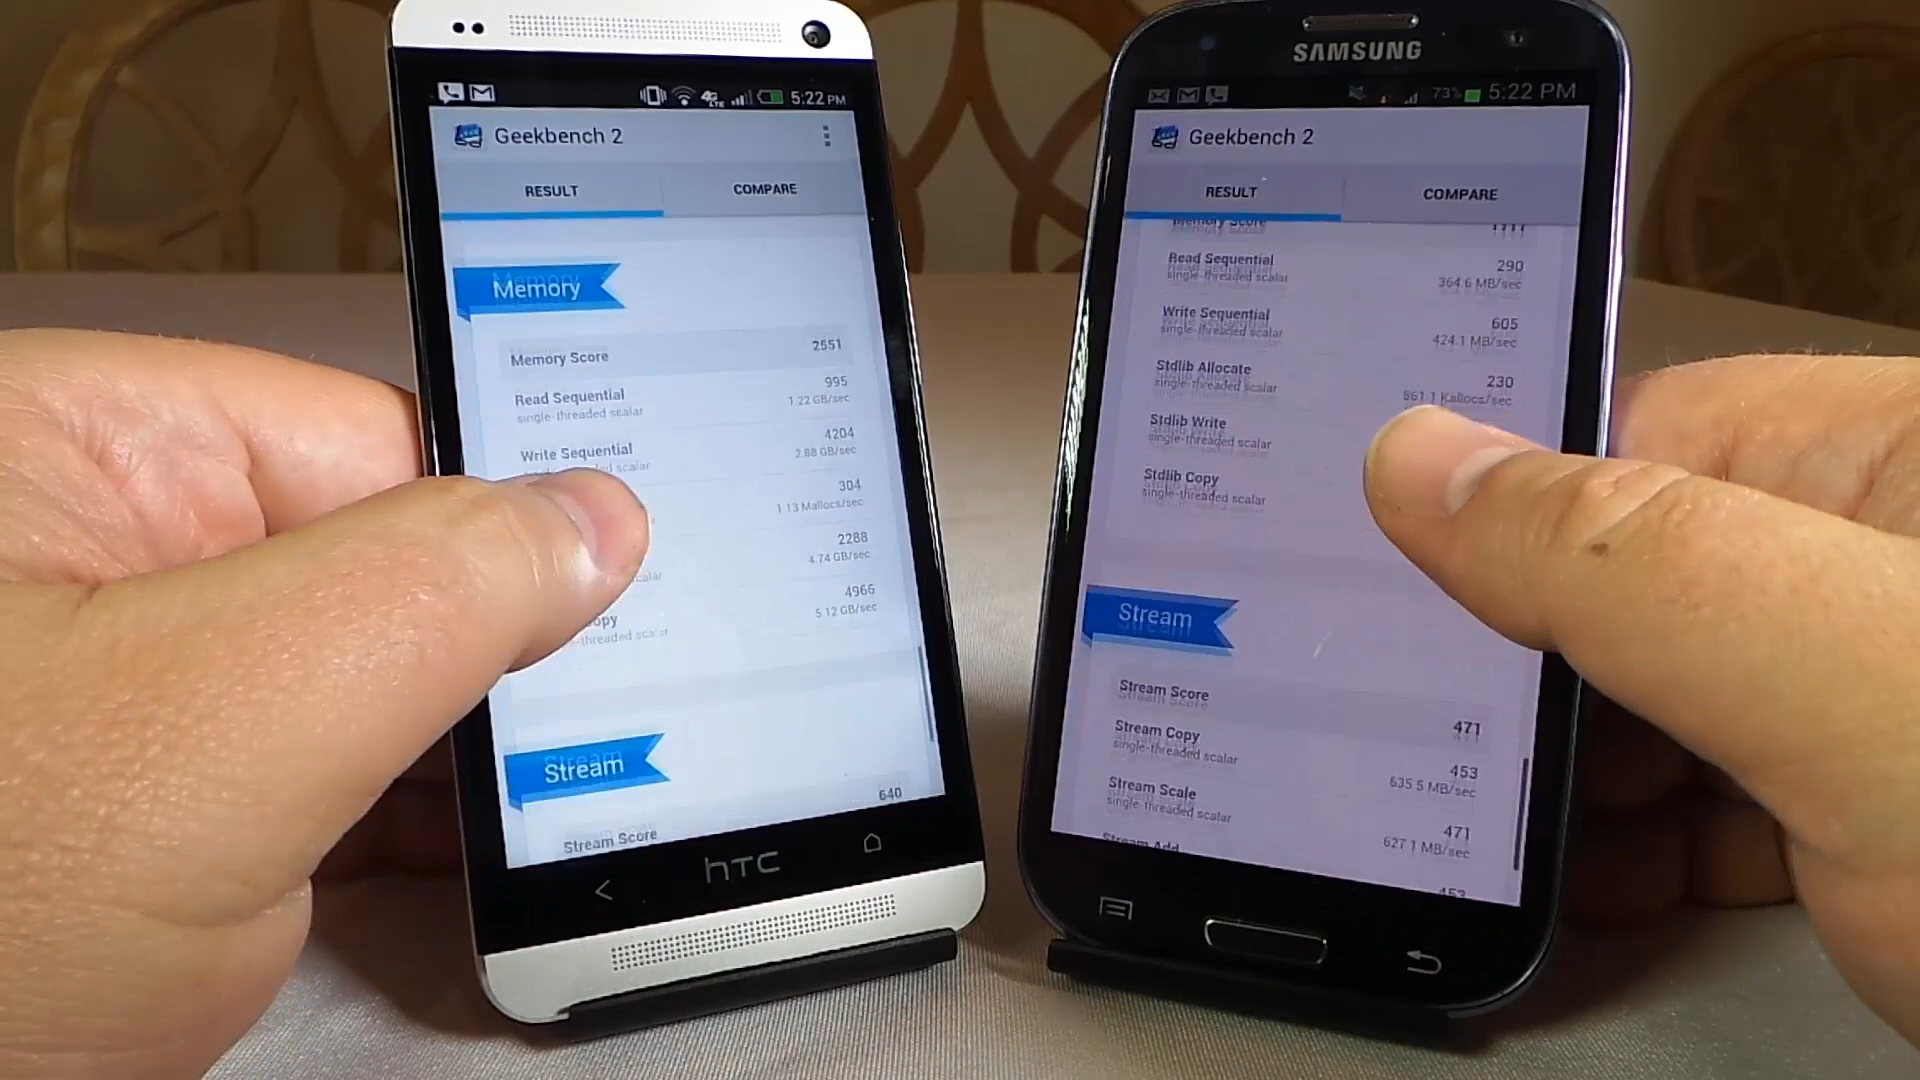 5:22 PM
Geekbench 2
RESULT COMPARE
Memory
Memory Score 2551
Read Sequential 995
single-threaded scalar 1.22 GB/sec
Write Sequential 4204
2.88 GB/sec
304
1.13 Mallocs/sec
2288
4.74 GB/sec
4966
5.12 GB/sec
Stream
640
Stream Score
hTC
SAMSUNG
73% 5:22 PM
Geekbench 2
RESULT COMPARE
Memory Score
Read Sequential 290
single-threaded scalar 364.6 MB/sec
Write Sequential 605
single-threaded scalar 424.1 MB/sec
Stdlib Allocate 230
single-threaded scalar 861.1 Kallocs/sec
Stdlib Write
single-threaded scalar
Stdlib Copy
single-threaded scalar
Stream
Stream Score 471
Stream Copy 453
single-threaded scalar 635.5 MB/sec
Stream Scale 471
single-threaded scalar 627.1 MB/sec
Stream Add
453